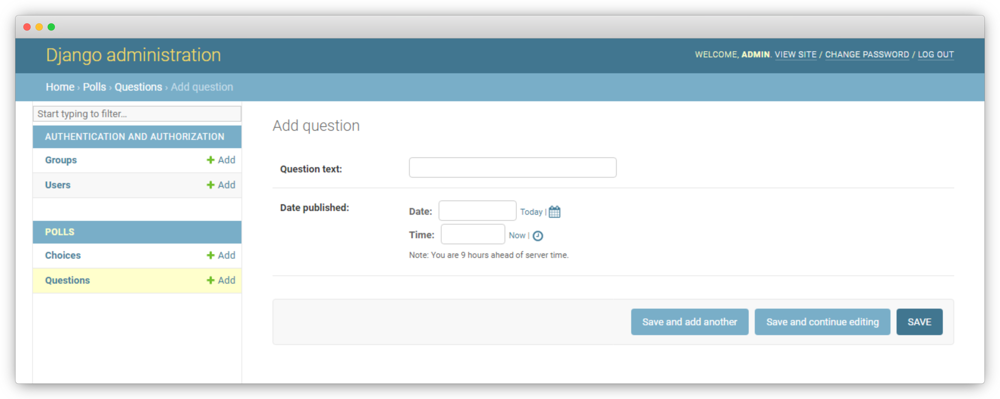 Django administration
WELCOME, ADMIN. VIEW SITE / CHANGE PASSWORD / LOG OUT
Home › Polls › Questions › Add question
Start typing to filter...
AUTHENTICATION AND AUTHORIZATION
Groups + Add
Users + Add
POLLS
Choices + Add
Questions + Add
Add question
Question text:
Date published:
Date: Today |
Time: Now |
Note: You are 9 hours ahead of server time.
Save and add another
Save and continue editing
SAVE